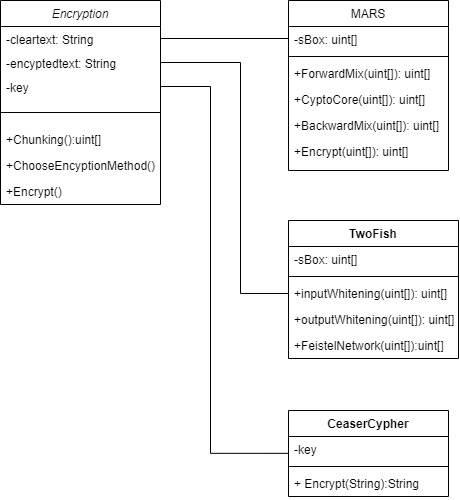 Encryption
-cleartext: String
-encyptedtext: String
-key
+Chunking():uint[]
+ChooseEncyptionMethod()
+Encrypt()
MARS
-sBox: uint[]
+ForwardMix(uint[]): uint[]
+CyptoCore(uint[]): uint[]
+BackwardMix(uint[]): uint[]
+Encrypt(uint[]): uint[]
TwoFish
-sBox: uint[]
+inputWhitening(uint[]): uint[]
+outputWhitening(uint[]): uint[]
+FeistelNetwork(uint[]):uint[]
CeaserCypher
-key
+ Encrypt(String):String